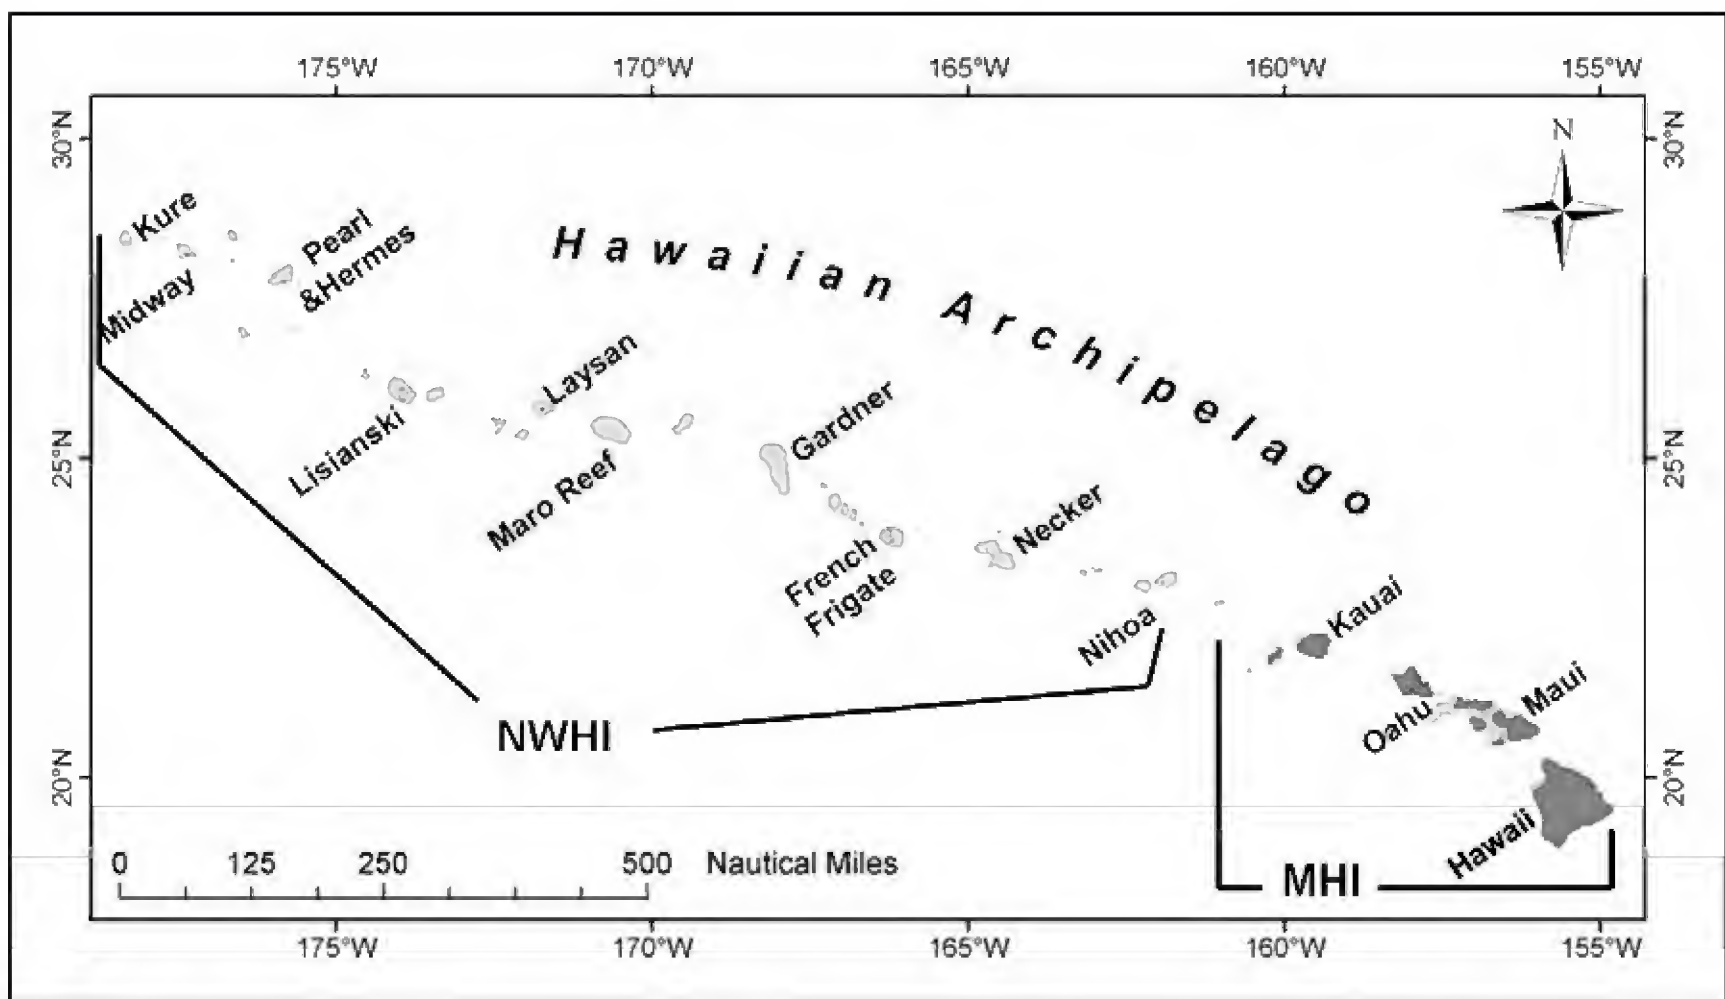 175°W 170°W 165°W 160°W 155°W
30°N 30°N
N
Kure
Pearl
&Hermes
Midway
Hawaiian Archipelago
Laysan
Lisianski
Maro Reef
Gardner
25°N 25°N
French
Frigate
Necker
Nihoa
Kauai
Oahu
Maui
NWHI
20°N 20°N
Hawaii
0 125 250 500 Nautical Miles
MHI
175°W 170°W 165°W 160°W 155°W